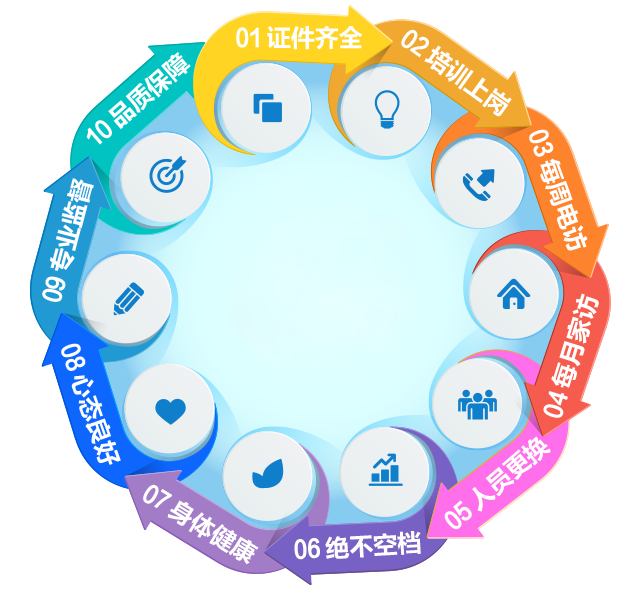 01 证件齐全
02 培训上岗
03 每周电访
04 每月家访
05 人员更换
06 绝不空档
07 身体健康
08 心态良好
09 专业监督
10 品质保障